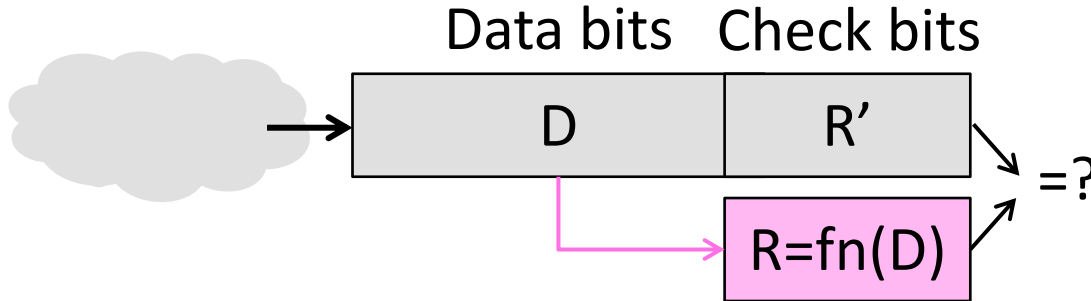 Data bits Check bits
D R’
=?
R=fn(D)